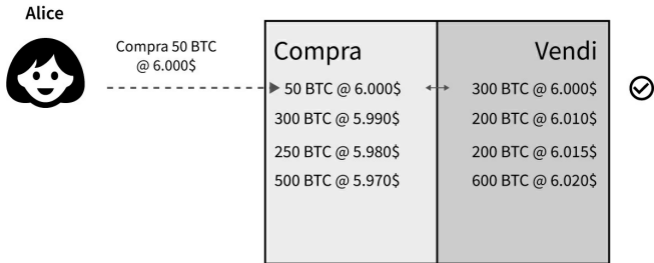 Alice
Compra 50 BTC
@ 6.000$
Compra
Vendi
50 BTC @ 6.000$
300 BTC @ 6.000$
300 BTC @ 5.990$
200 BTC @ 6.010$
250 BTC @ 5.980$
200 BTC @ 6.015$
500 BTC @ 5.970$
600 BTC @ 6.020$